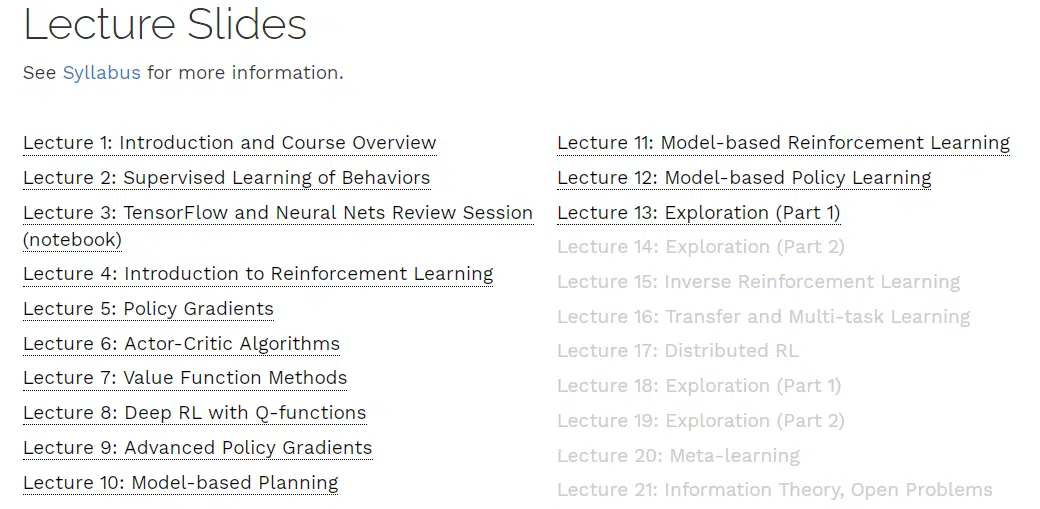 Lecture Slides
See Syllabus for more information.
Lecture 1: Introduction and Course Overview
Lecture 2: Supervised Learning of Behaviors
Lecture 3: TensorFlow and Neural Nets Review Session
(notebook)
Lecture 4: Introduction to Reinforcement Learning
Lecture 5: Policy Gradients
Lecture 6: Actor-Critic Algorithms
Lecture 7: Value Function Methods
Lecture 8: Deep RL with Q-functions
Lecture 9: Advanced Policy Gradients
Lecture 10: Model-based Planning
Lecture 11: Model-based Reinforcement Learning
Lecture 12: Model-based Policy Learning
Lecture 13: Exploration (Part 1)
Lecture 14: Exploration (Part 2)
Lecture 15: Inverse Reinforcement Learning
Lecture 16: Transfer and Multi-task Learning
Lecture 17: Distributed RL
Lecture 18: Exploration (Part 1)
Lecture 19: Exploration (Part 2)
Lecture 20: Meta-learning
Lecture 21: Information Theory, Open Problems